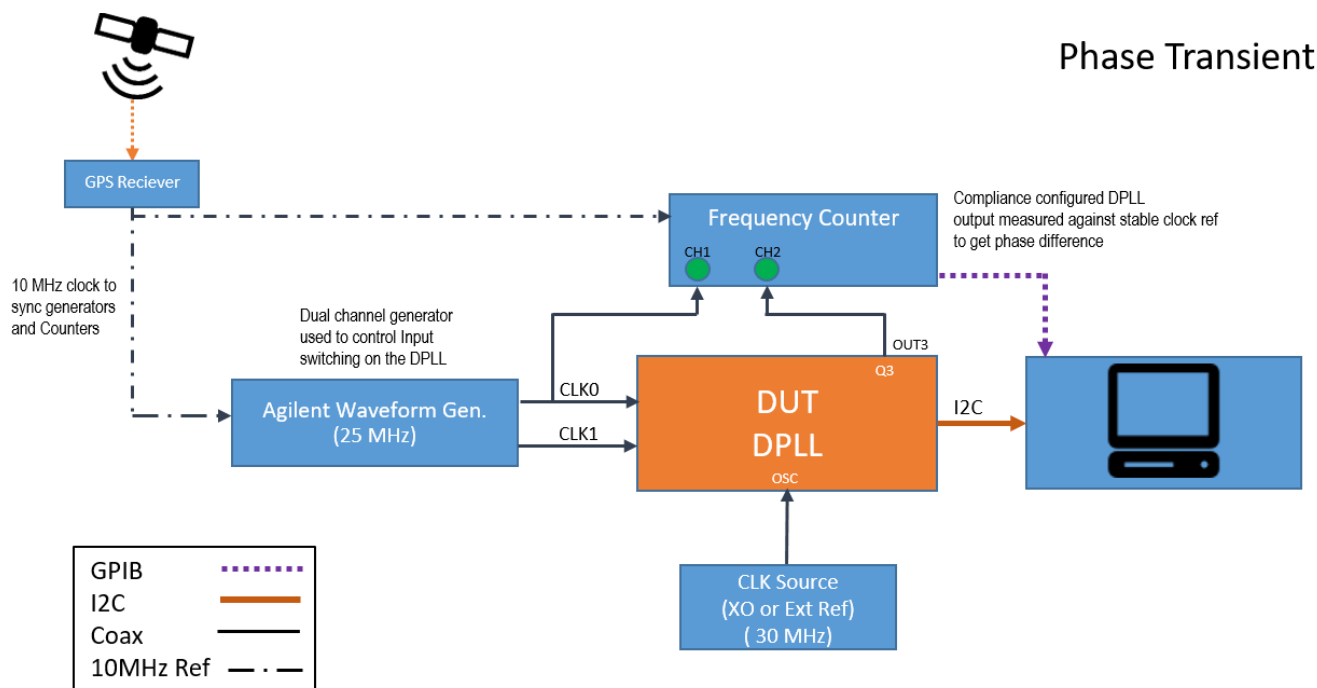 Phase Transient
GPS Reciever
Frequency Counter
CH1
CH2
Compliance configured DPLL
output measured against stable clock ref
to get phase difference
10 MHz clock to
sync generators
and Counters
Dual channel generator
used to control Input
switching on the DPLL
OUT3
Q3
Agilent Waveform Gen.
(25 MHz)
CLK0
CLK1
DUT
DPLL
OSC
I2C
CLK Source
(XO or Ext Ref)
( 30 MHz)
GPIB
I2C
Coax
10MHz Ref